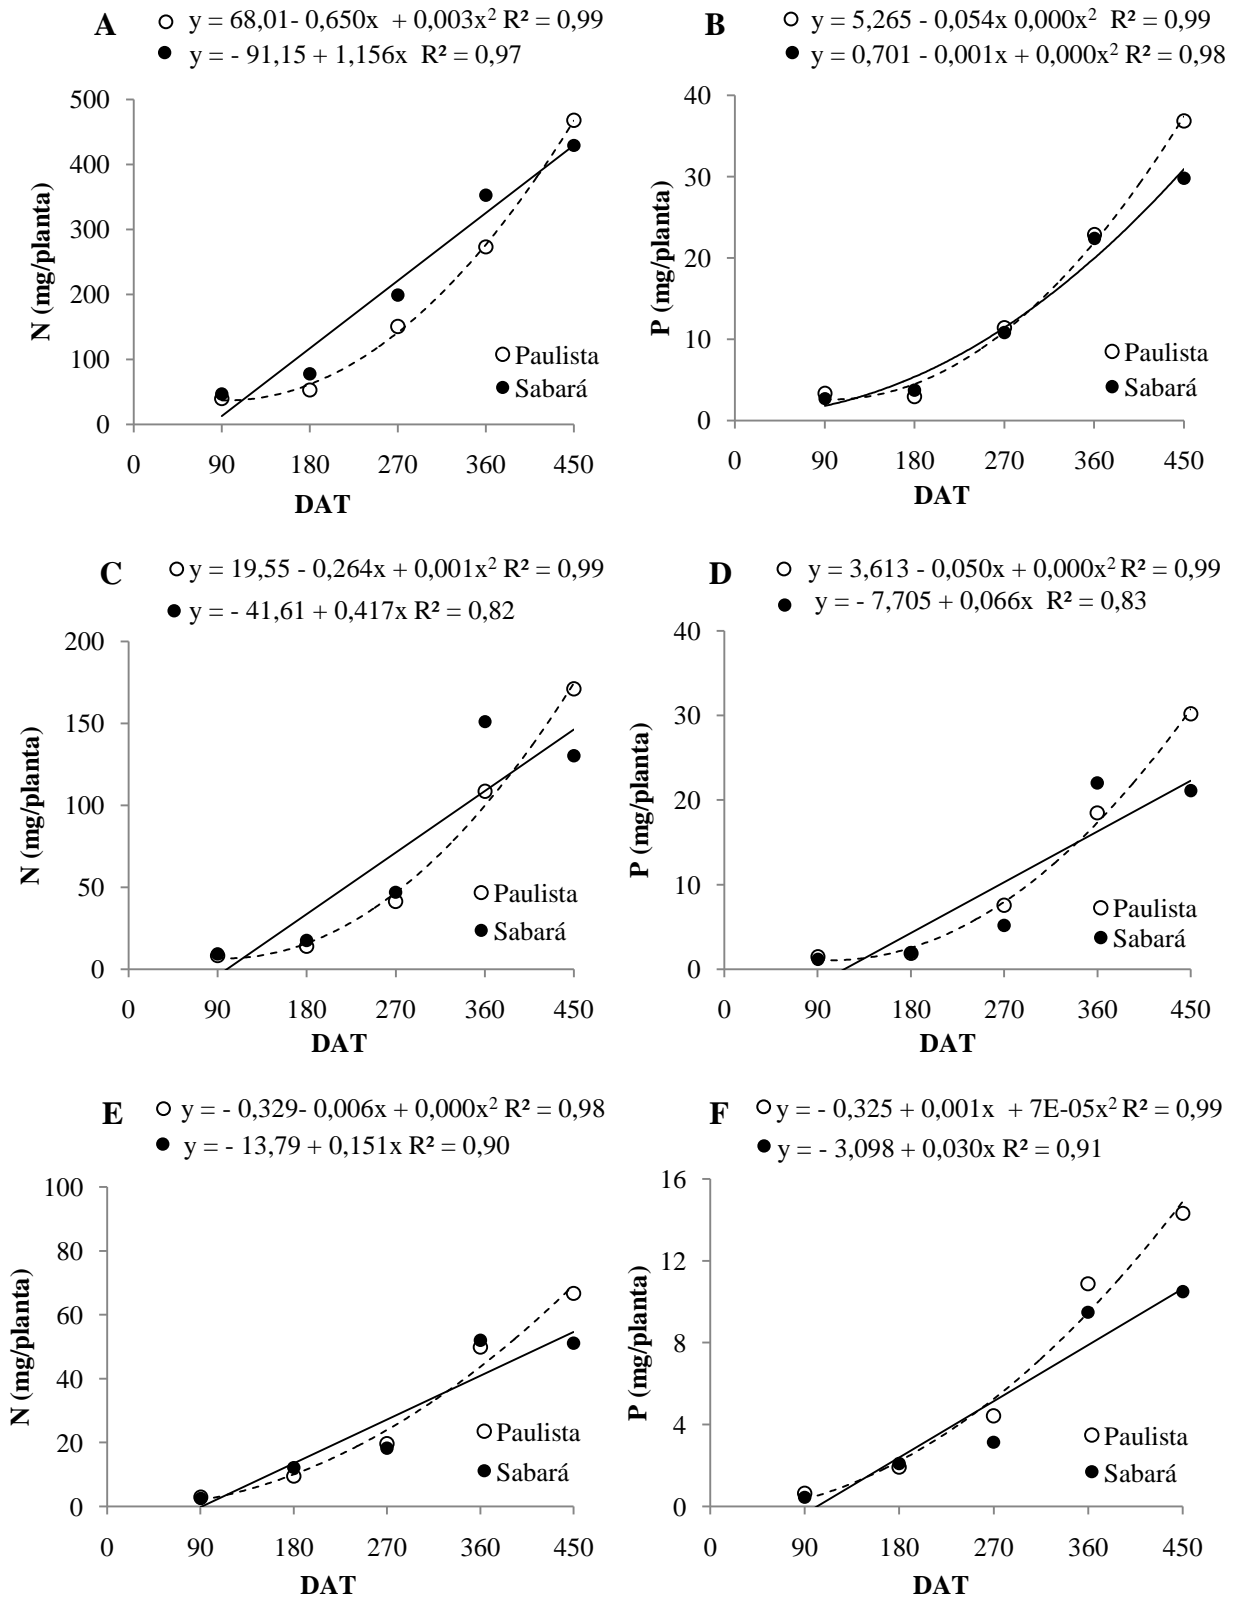 A
y = 68,01- 0,650x + 0,003x² R² = 0,99
y = - 91,15 + 1,156x R² = 0,97
500
400
300
200
100
0
N (mg/planta)
Paulista
Sabará
0 90 180 270 360 450
DAT
B
y = 5,265 - 0,054x 0,000x² R² = 0,99
y = 0,701 - 0,001x + 0,000x² R² = 0,98
40
30
20
10
0
P (mg/planta)
Paulista
Sabará
0 90 180 270 360 450
DAT
C
y = 19,55 - 0,264x + 0,001x² R² = 0,99
y = - 41,61 + 0,417x R² = 0,82
200
150
100
50
0
N (mg/planta)
Paulista
Sabará
0 90 180 270 360 450
DAT
D
y = 3,613 - 0,050x + 0,000x² R² = 0,99
y = - 7,705 + 0,066x R² = 0,83
40
30
20
10
0
P (mg/planta)
Paulista
Sabará
0 90 180 270 360 450
DAT
E
y = - 0,329- 0,006x + 0,000x² R² = 0,98
y = - 13,79 + 0,151x R² = 0,90
100
80
60
40
20
0
N (mg/planta)
Paulista
Sabará
0 90 180 270 360 450
DAT
F
y = - 0,325 + 0,001x + 7E-05x² R² = 0,99
y = - 3,098 + 0,030x R² = 0,91
16
12
8
4
0
P (mg/planta)
Paulista
Sabará
0 90 180 270 360 450
DAT